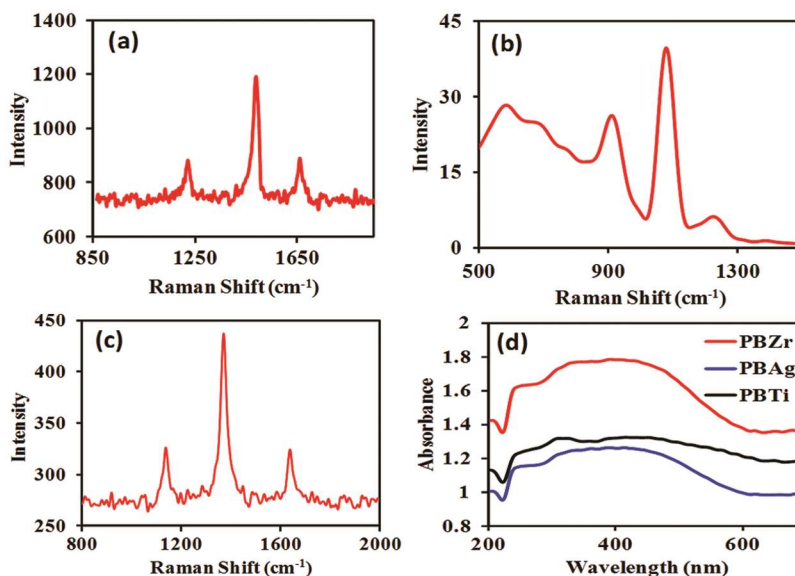 (a)
1400
1200
1000
800
600
Intensity
850 1250 1650
Raman Shift (cm-1)
(b)
45
30
15
0
Intensity
500 900 1300
Raman Shift (cm-1)
(c)
450
400
350
300
250
Intensity
800 1200 1600 2000
Raman Shift (cm-1)
(d)
2
1.8
1.6
1.4
1.2
1
0.8
Absorbance
PBZr
PBAg
PBTi
200 400 600
Wavelength (nm)